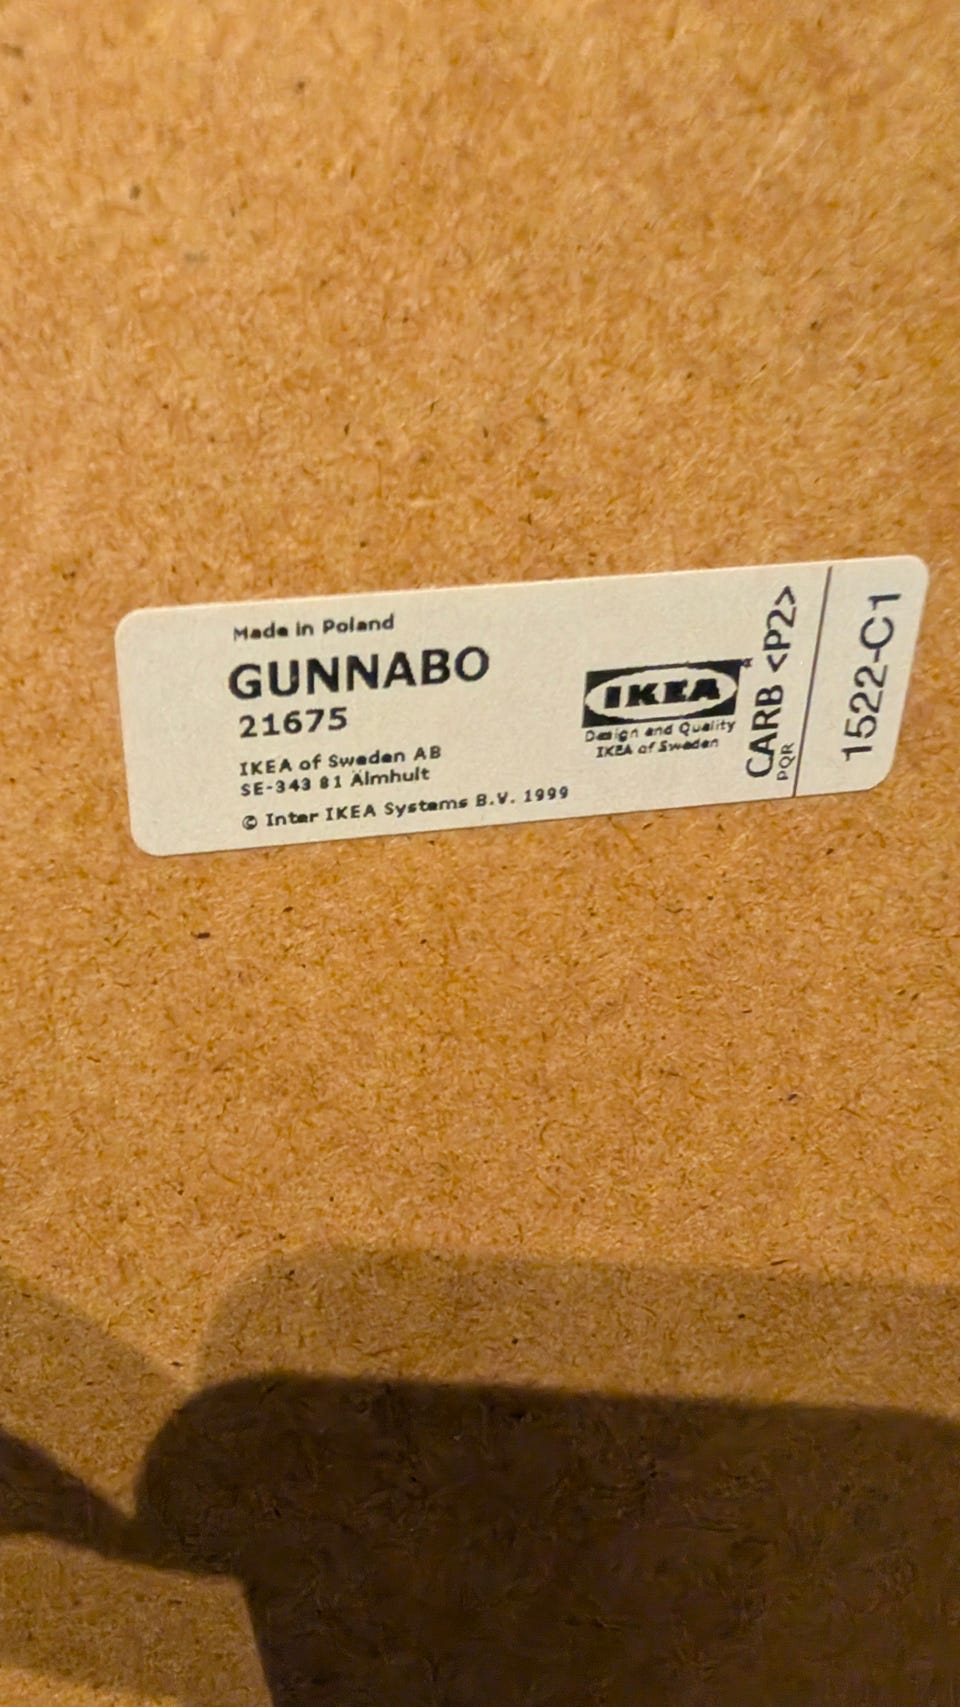 Made in Poland
GUNNABO
21675
IKEA of Sweden AB
SE-343 81 Älmhult
© Inter IKEA Systems B.V. 1999
IKEA®
Design and Quality
IKEA of Sweden
CARB <P2>
PQR
1522-C1